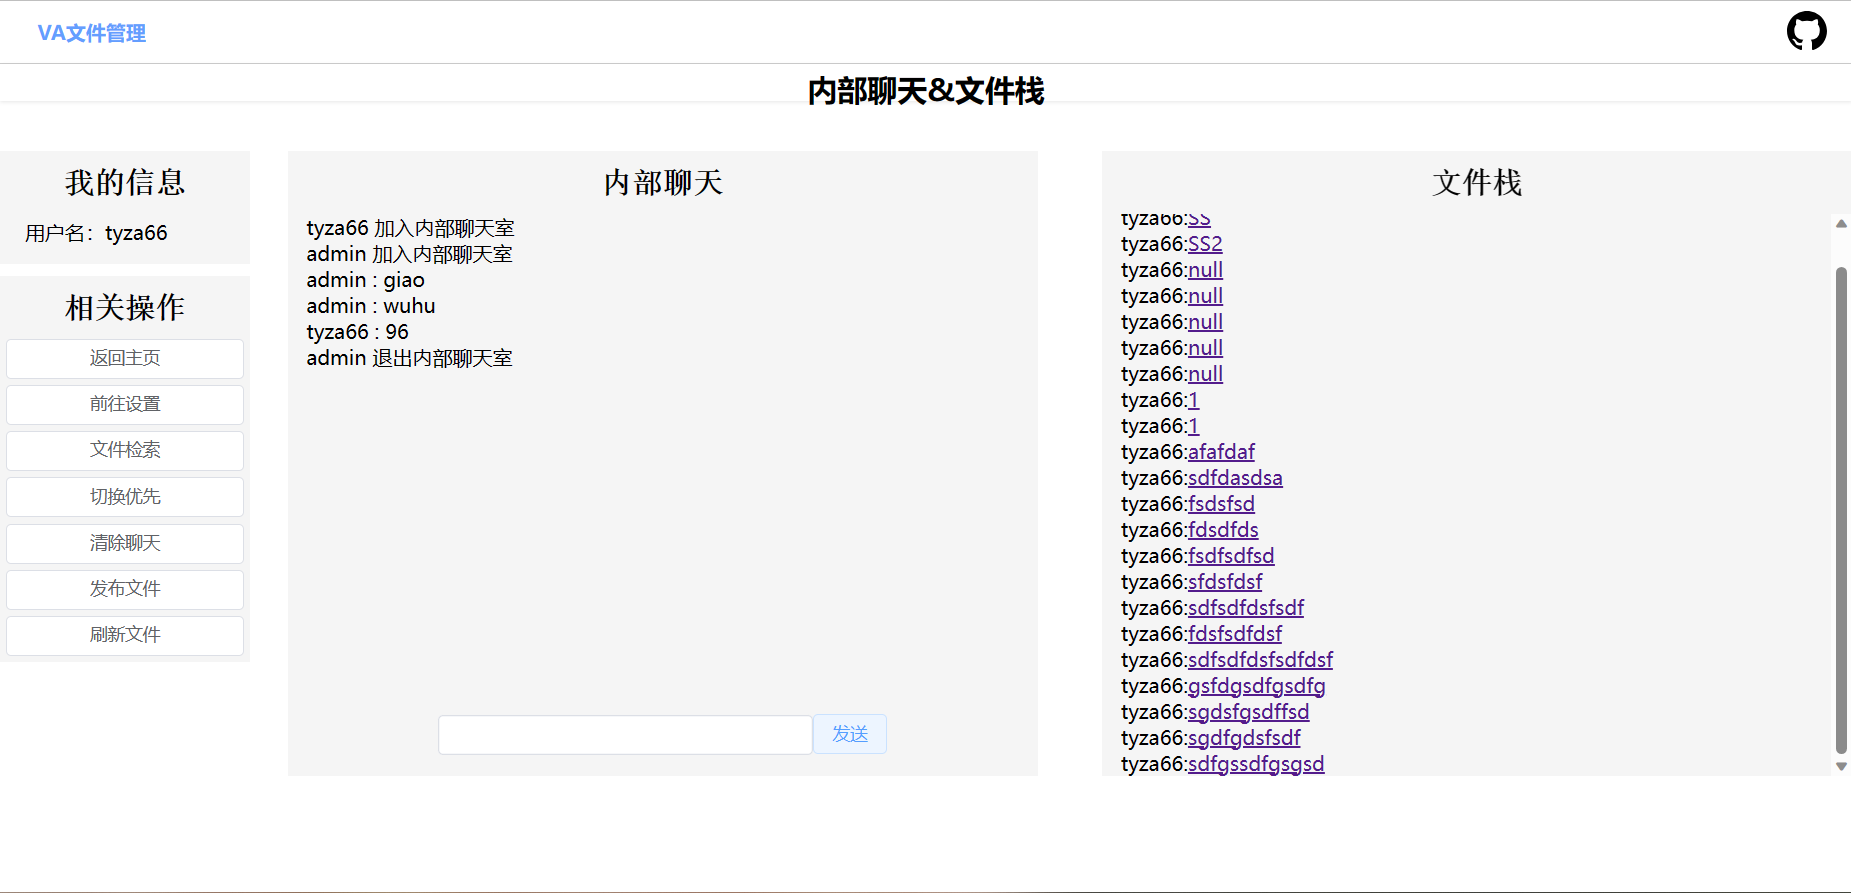 VA文件管理
内部聊天&文件栈
我的信息
用户名：tyza66
相关操作
返回主页
前往设置
文件检索
切换优先
清除聊天
发布文件
刷新文件
内部聊天
tyza66 加入内部聊天室
admin 加入内部聊天室
admin : giao
admin : wuhu
tyza66 : 96
admin 退出内部聊天室
发送
文件栈
tyza66:SS
tyza66:SS2
tyza66:null
tyza66:null
tyza66:null
tyza66:null
tyza66:null
tyza66:1
tyza66:1
tyza66:afafdaf
tyza66:sdfdasdsa
tyza66:fsdsfsd
tyza66:fdsdfds
tyza66:fsdfsdfsd
tyza66:sfdsfdsf
tyza66:sdfsdfdsfsdf
tyza66:fdsfsdfdsf
tyza66:sdfsdfdsfsdfdsf
tyza66:gsfdgsdfgsdfg
tyza66:sgdsfgsdffsd
tyza66:sgdfgdsfsdf
tyza66:sdfgssdfgsgsd